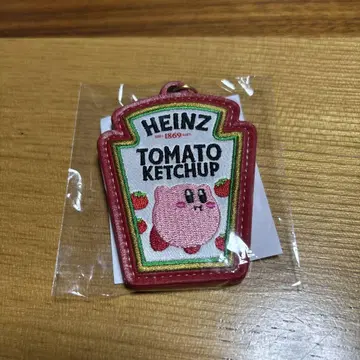 HEINZ
1869
TOMATO
KETCHUP